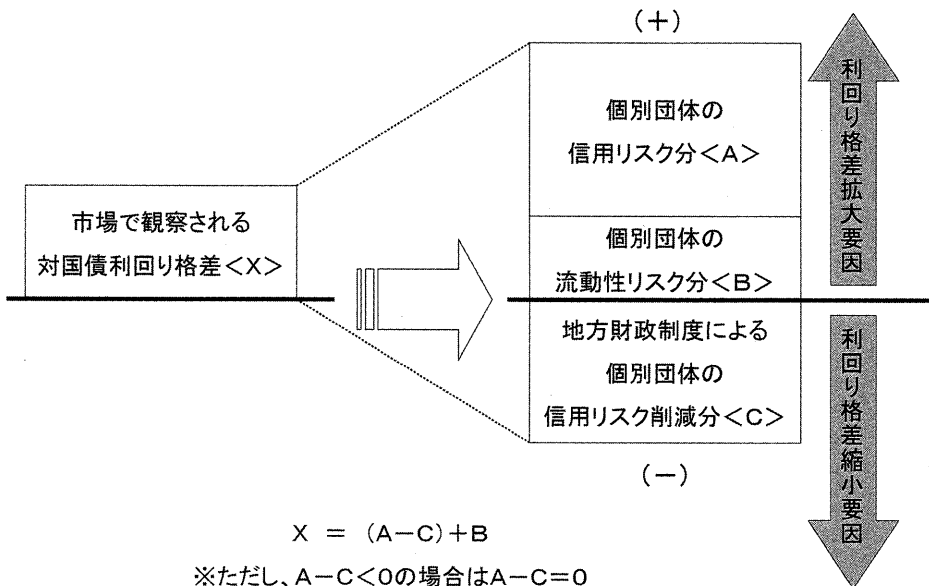 (+)
個別団体の
信用リスク分<A>
利回り格差拡大要因
市場で観察される
対国債利回り格差<X>
個別団体の
流動性リスク分<B>
地方財政制度による
個別団体の
信用リスク削減分<C>
利回り格差縮小要因
(-)
X = (A-C)+B
※ただし、A-C<0の場合はA-C=0